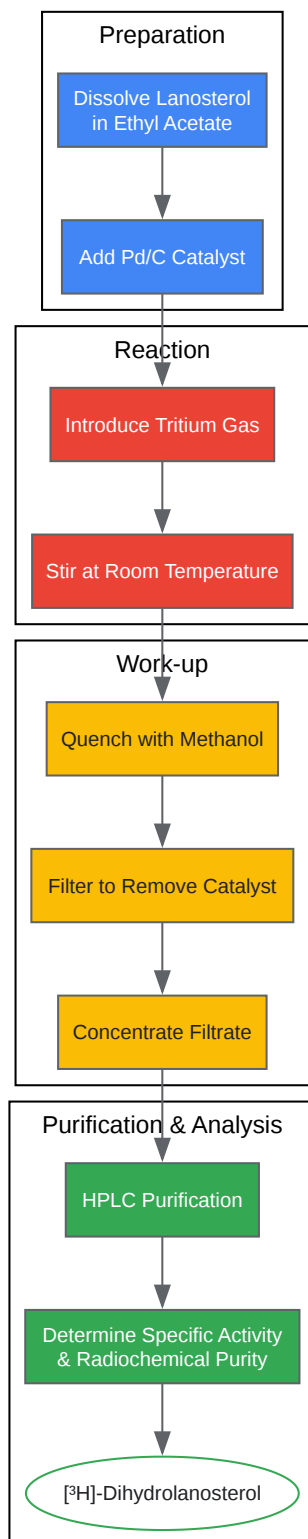 Preparation
Dissolve Lanosterol
in Ethyl Acetate
Add Pd/C Catalyst
Reaction
Introduce Tritium Gas
Stir at Room Temperature
Work-up
Quench with Methanol
Filter to Remove Catalyst
Concentrate Filtrate
Purification & Analysis
HPLC Purification
Determine Specific Activity
& Radiochemical Purity
[³H]-Dihydrolanosterol